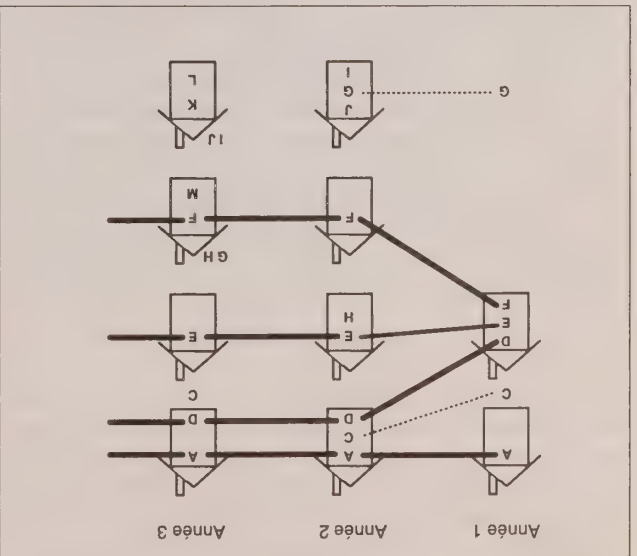 Année 1 Année 2 Année 3
A A A
C
D D
C C
D
E E E
F H
G H
F F
M
I J
J K
G G
I L